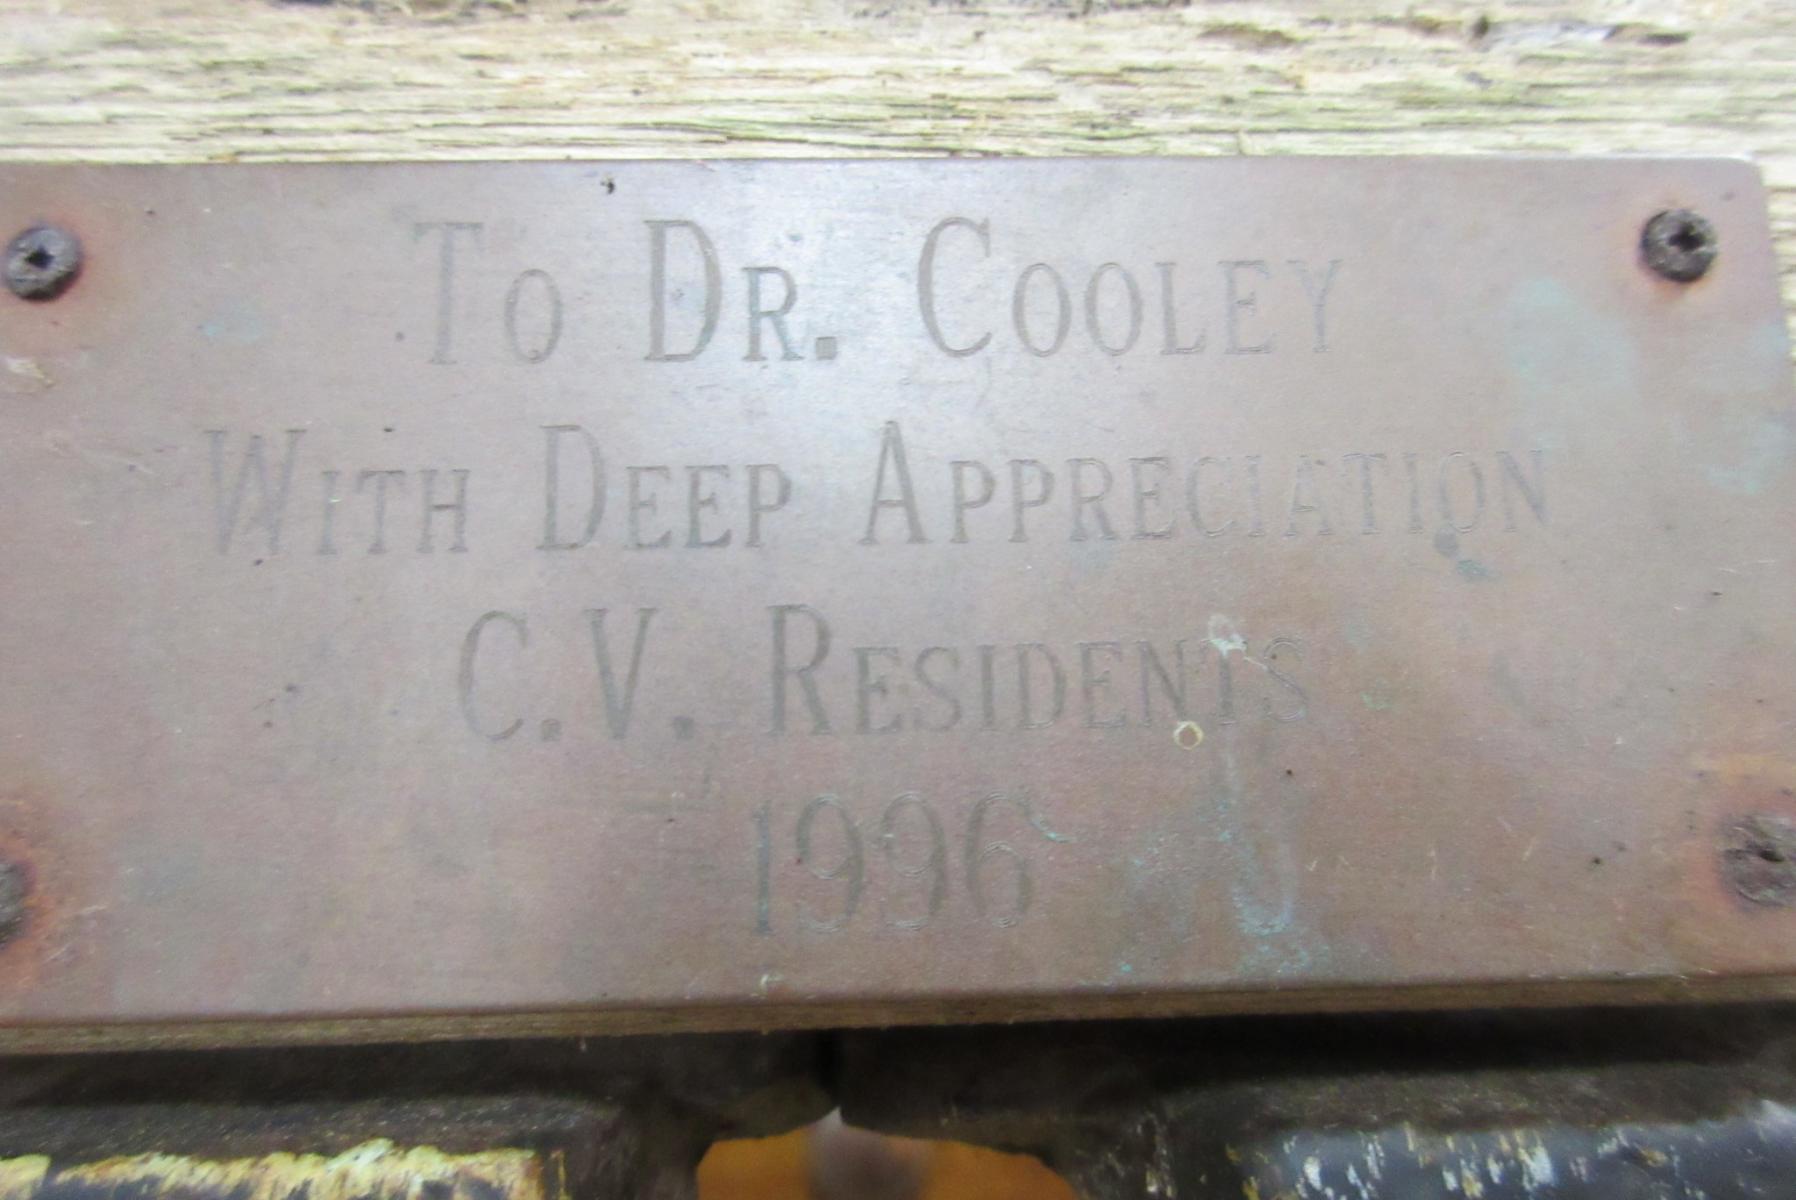 To Dr. Cooley
With Deep Appreciation
C.V. Residents
1996